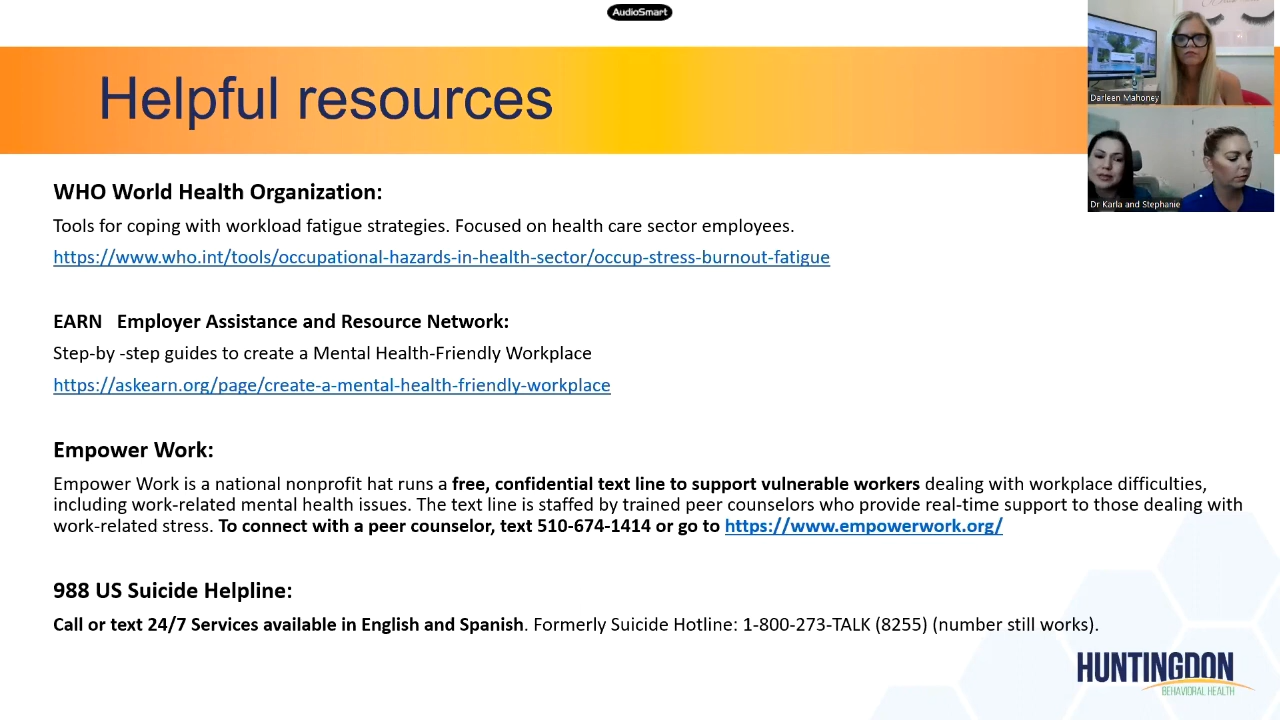 AudioSmart
Helpful resources
Darleen Mahoney
Dr Karla and Stephanie
WHO World Health Organization:
Tools for coping with workload fatigue strategies. Focused on health care sector employees.
https://www.who.int/tools/occupational-hazards-in-health-sector/occup-stress-burnout-fatigue
EARN   Employer Assistance and Resource Network:
Step-by -step guides to create a Mental Health-Friendly Workplace
https://askearn.org/page/create-a-mental-health-friendly-workplace
Empower Work:
Empower Work is a national nonprofit hat runs a free, confidential text line to support vulnerable workers dealing with workplace difficulties,
including work-related mental health issues. The text line is staffed by trained peer counselors who provide real-time support to those dealing with
work-related stress. To connect with a peer counselor, text 510-674-1414 or go to https://www.empowerwork.org/
988 US Suicide Helpline:
Call or text 24/7 Services available in English and Spanish. Formerly Suicide Hotline: 1-800-273-TALK (8255) (number still works).
HUNTINGDON
BEHAVIORAL HEALTH